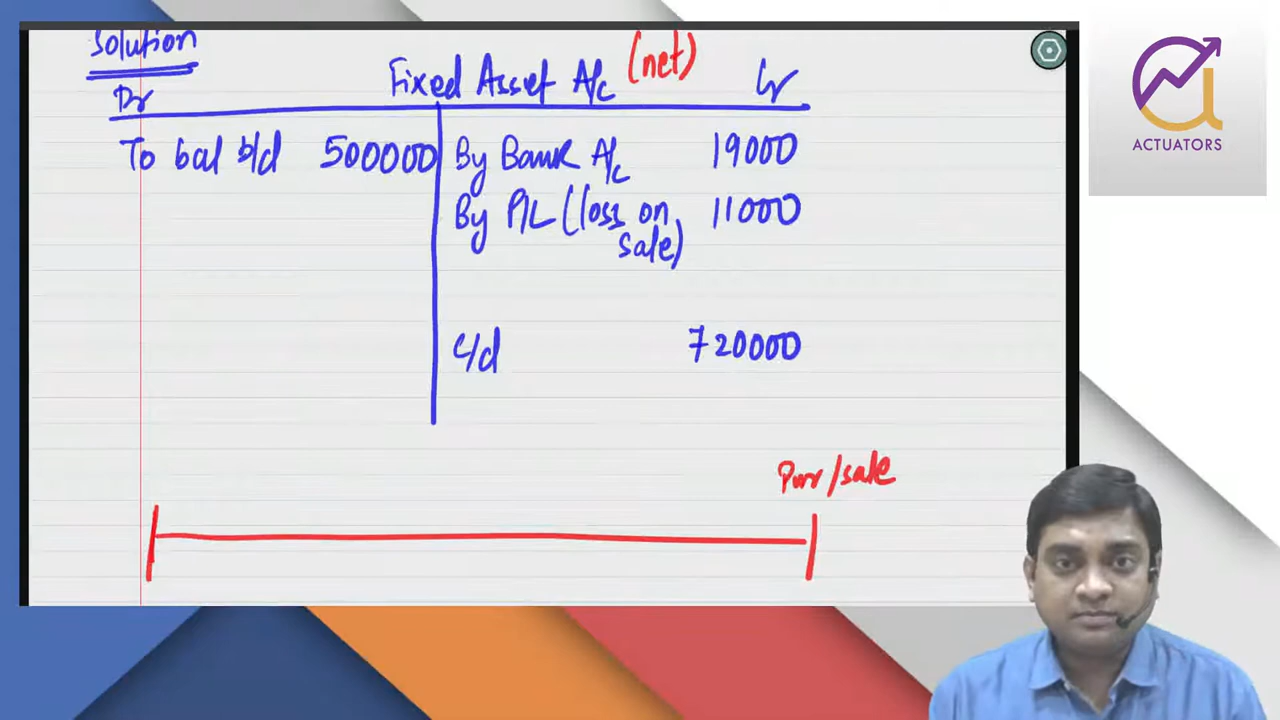 Solution
Fixed Asset A/c (net)
Dr Cr
To bal b/d 500000 By Bank A/c 19000
By P/L (loss on sale) 11000
c/d 720000
Purr/sale
ACTUATORS